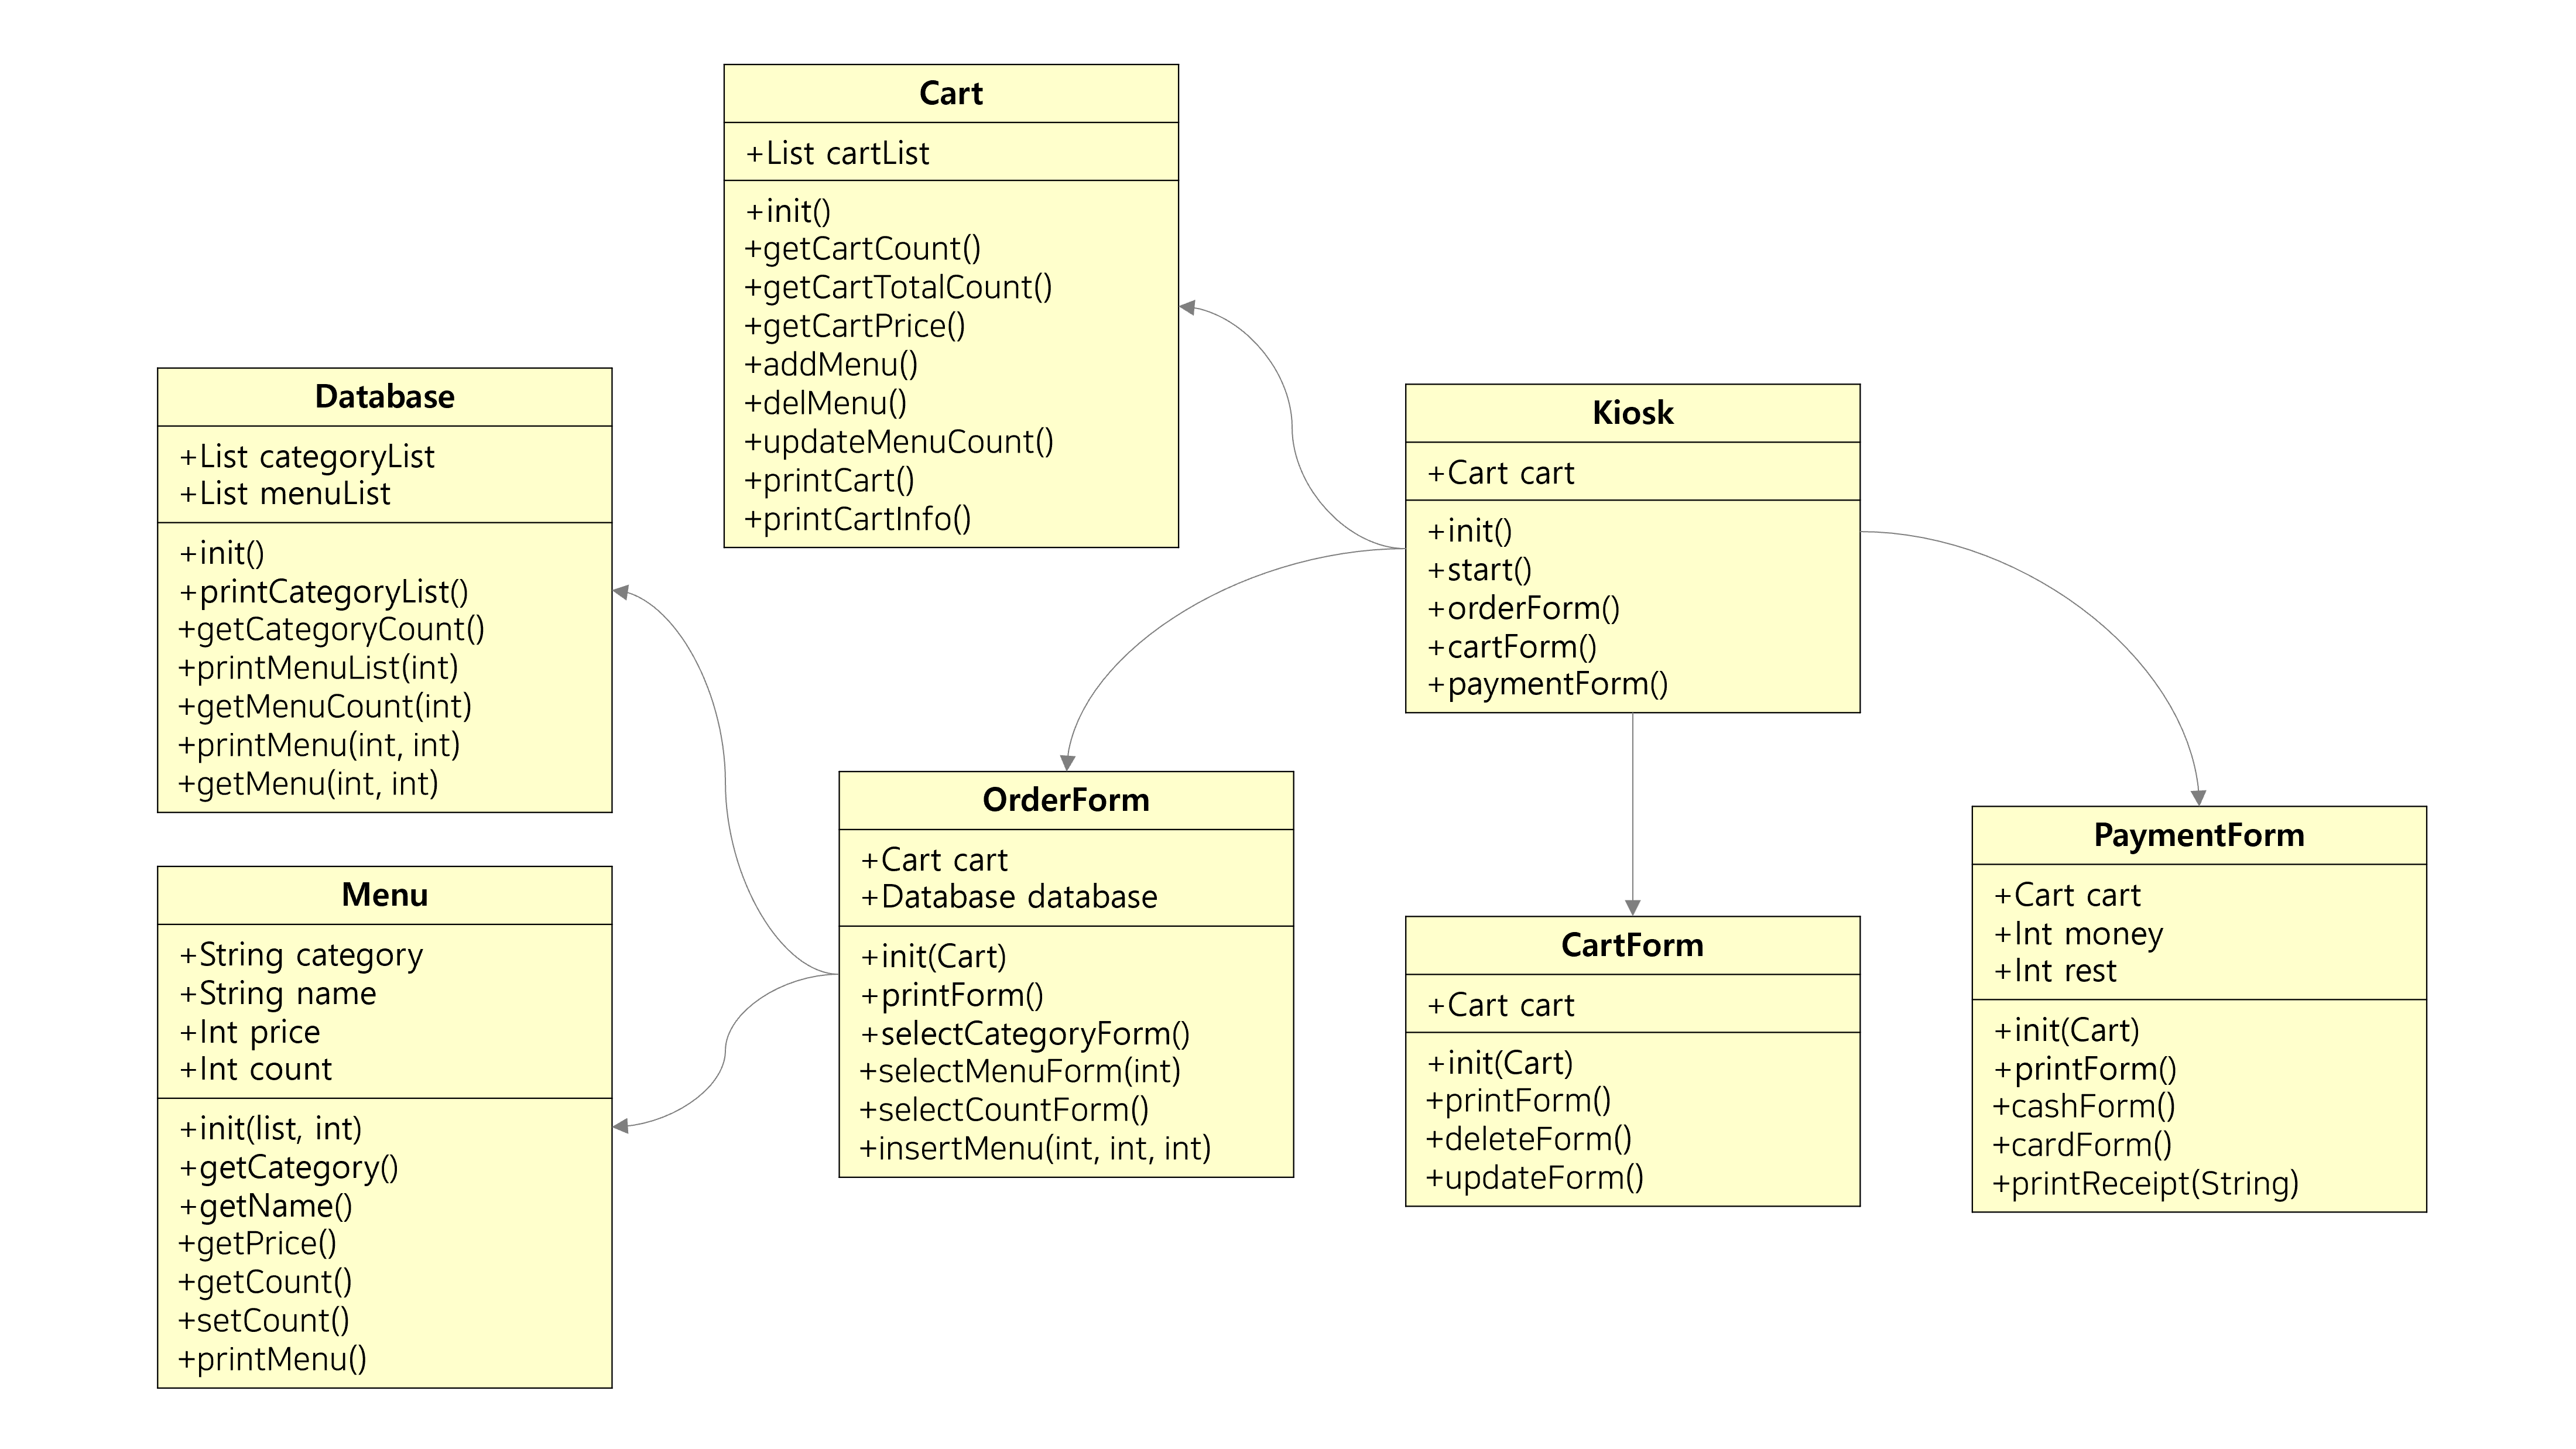 Cart
+List cartList
+init()
+getCartCount()
+getCartTotalCount()
+getCartPrice()
+addMenu()
+delMenu()
+updateMenuCount()
+printCart()
+printCartInfo()
Database
+List categoryList
+List menuList
+init()
+printCategoryList()
+getCategoryCount()
+printMenuList(int)
+getMenuCount(int)
+printMenu(int, int)
+getMenu(int, int)
Kiosk
+Cart cart
+init()
+start()
+orderForm()
+cartForm()
+paymentForm()
Menu
+String category
+String name
+Int price
+Int count
+init(list, int)
+getCategory()
+getName()
+getPrice()
+getCount()
+setCount()
+printMenu()
OrderForm
+Cart cart
+Database database
+init(Cart)
+printForm()
+selectCategoryForm()
+selectMenuForm(int)
+selectCountForm()
+insertMenu(int, int, int)
CartForm
+Cart cart
+init(Cart)
+printForm()
+deleteForm()
+updateForm()
PaymentForm
+Cart cart
+Int money
+Int rest
+init(Cart)
+printForm()
+cashForm()
+cardForm()
+printReceipt(String)